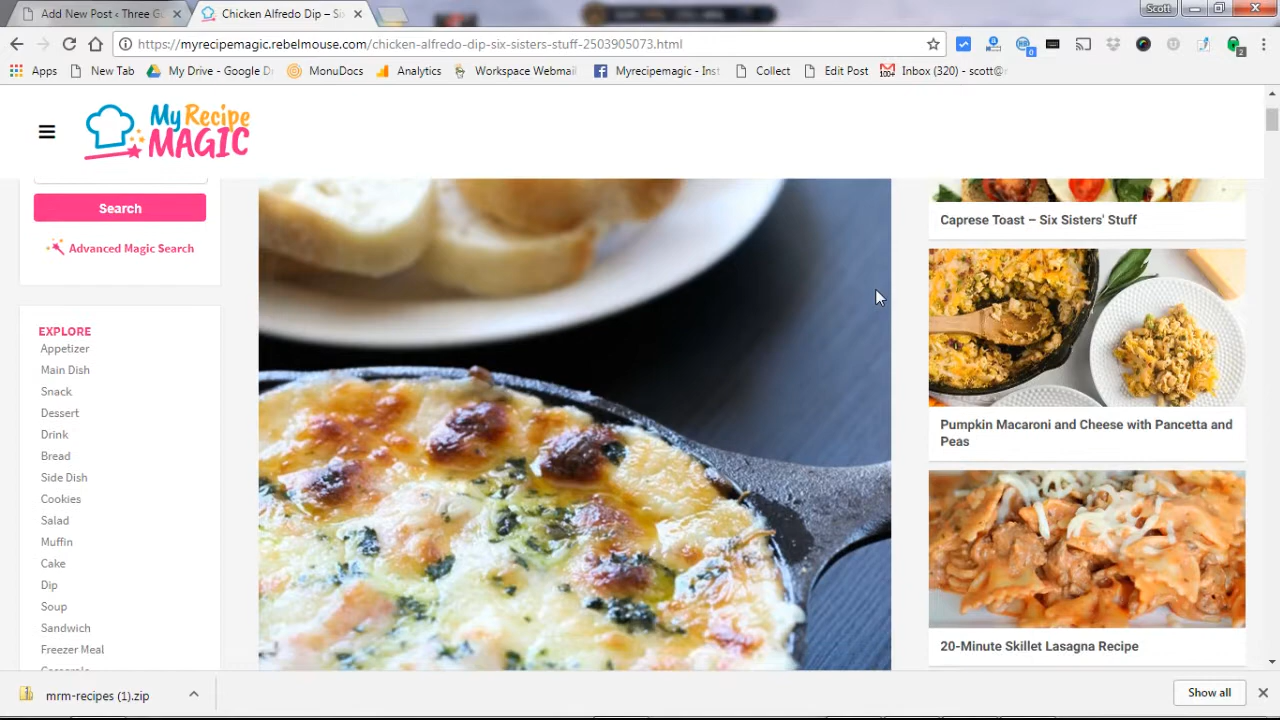 Scott
Add New Post ‹ Three G
Chicken Alfredo Dip – Si
https://myrecipemagic.rebelmouse.com/chicken-alfredo-dip-six-sisters-stuff-2503905073.html
Apps
New Tab
My Drive - Google Dr
MonuDocs
Analytics
Workspace Webmail
Myrecipemagic - Inst
Collect
Edit Post
Inbox (320) - scott@r
My Recipe
MAGIC
Search
Advanced Magic Search
EXPLORE
Appetizer
Main Dish
Snack
Dessert
Drink
Bread
Side Dish
Cookies
Salad
Muffin
Cake
Dip
Soup
Sandwich
Freezer Meal
Casserole
Caprese Toast – Six Sisters' Stuff
Pumpkin Macaroni and Cheese with Pancetta and
Peas
20-Minute Skillet Lasagna Recipe
mrm-recipes (1).zip
Show all